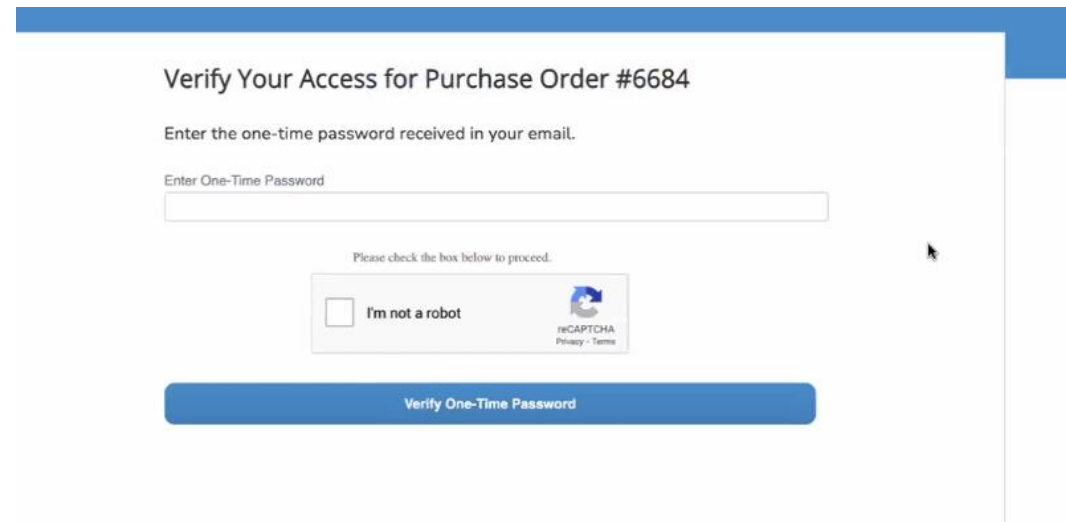 Verify Your Access for Purchase Order #6684
Enter the one-time password received in your email.
Enter One-Time Password
Please check the box below to proceed.
I'm not a robot
reCAPTCHA
Privacy - Terms
Verify One-Time Password